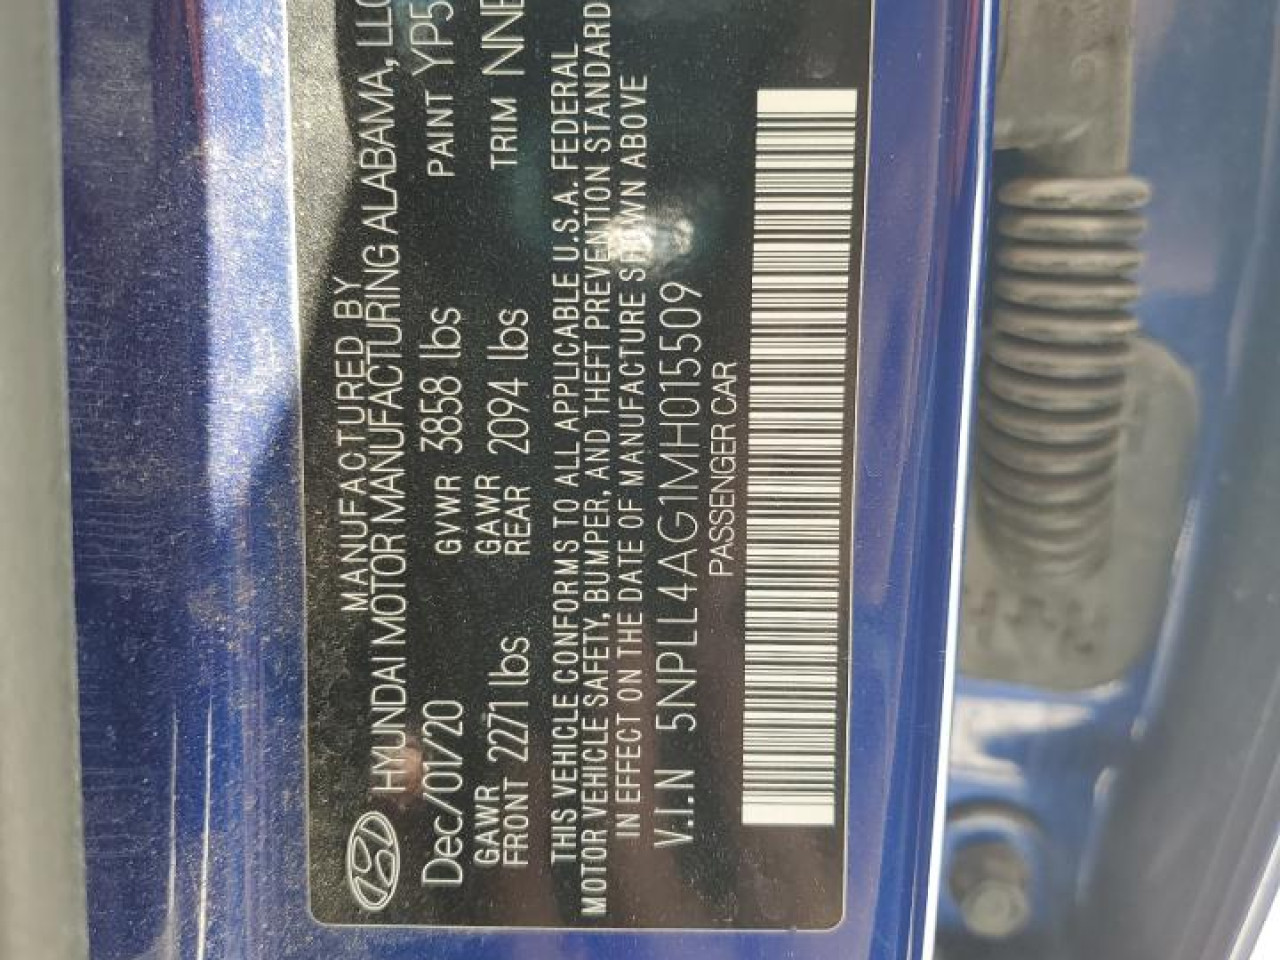 MANUFACTURED BY
HYUNDAI MOTOR MANUFACTURING ALABAMA, LLC
Dec/01/20 GVWR 3858 lbs PAINT YP5
GAWR FRONT 2271 lbs GAWR REAR 2094 lbs TRIM NNB
THIS VEHICLE CONFORMS TO ALL APPLICABLE U.S.A. FEDERAL
MOTOR VEHICLE SAFETY, BUMPER, AND THEFT PREVENTION STANDARD
IN EFFECT ON THE DATE OF MANUFACTURE SHOWN ABOVE
V.I.N 5NPLL4AG1MH015509
PASSENGER CAR